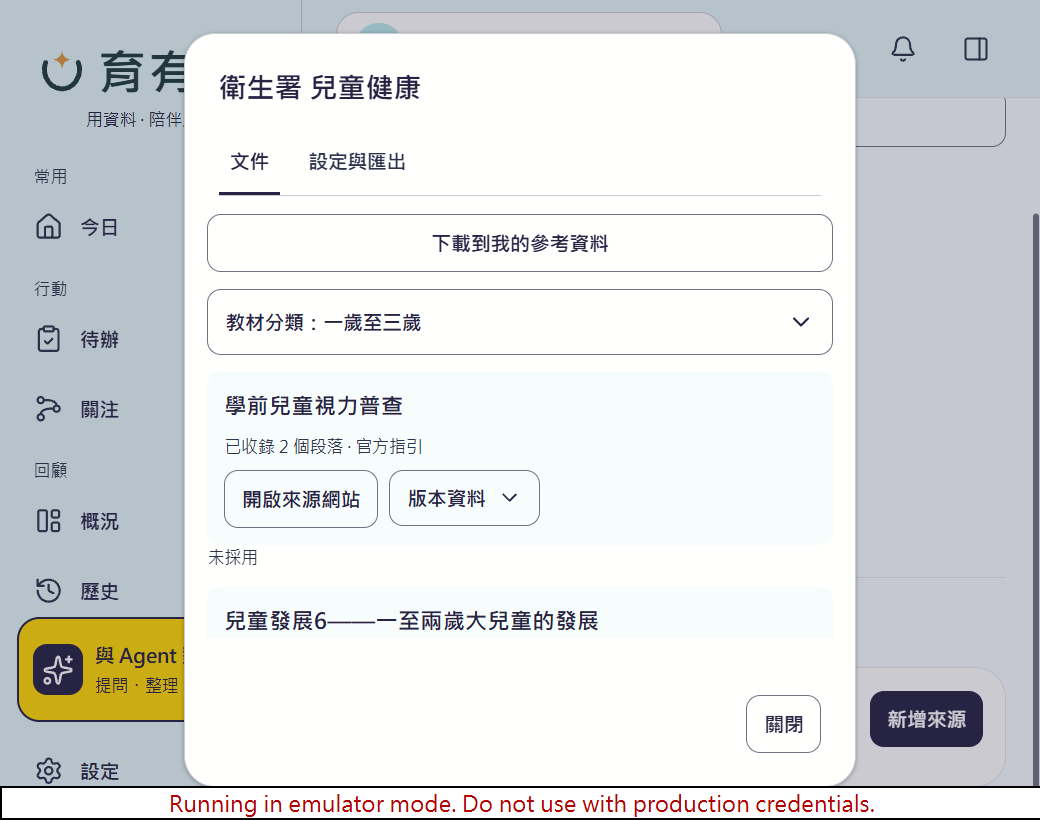 育有
用資料 · 陪伴
常用
今日
行動
待辦
關注
回顧
概況
歷史
與 Agent
提問 · 整理
設定
衛生署 兒童健康
文件
設定與匯出
下載到我的參考資料
教材分類：一歲至三歲
學前兒童視力普查
已收錄 2 個段落 · 官方指引
開啟來源網站
版本資料
未採用
兒童發展6——一至兩歲大兒童的發展
關閉
新增來源
Running in emulator mode. Do not use with production credentials.